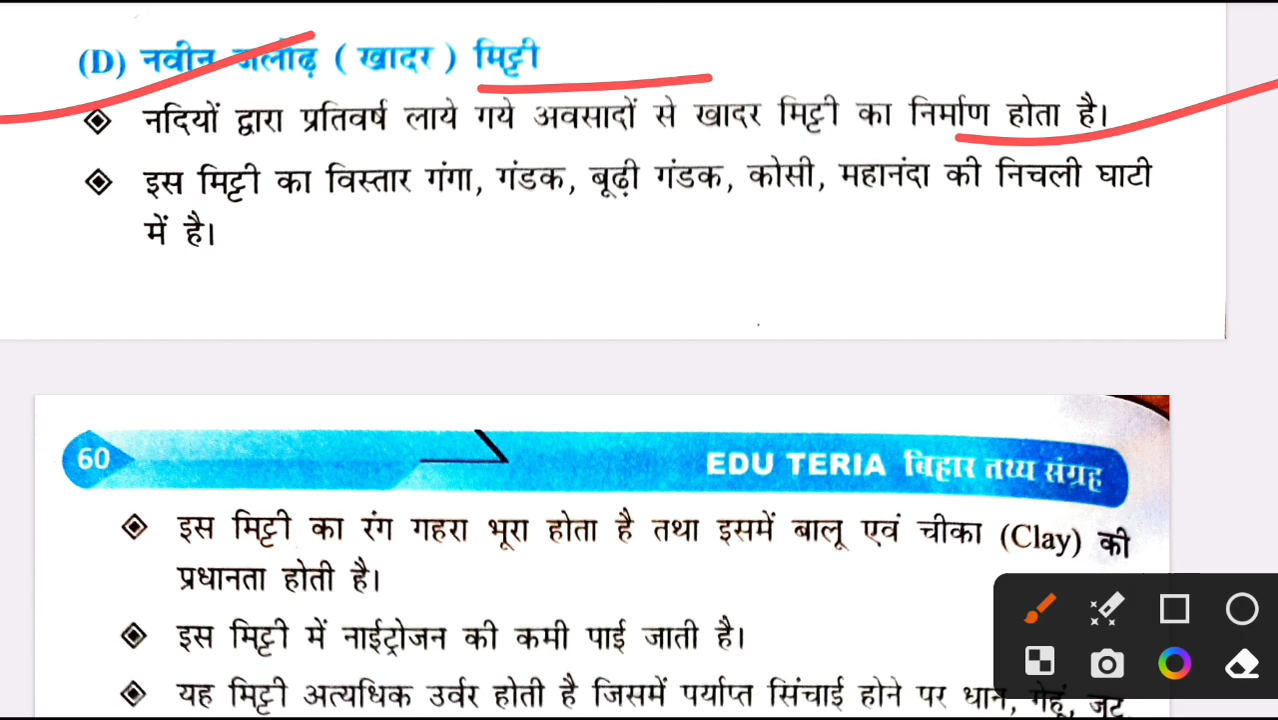 (D) नवीन जलोढ़ ( खादर ) मिट्टी
नदियों द्वारा प्रतिवर्ष लाये गये अवसादों से खादर मिट्टी का निर्माण होता है।
इस मिट्टी का विस्तार गंगा, गंडक, बूढ़ी गंडक, कोसी, महानंदा की निचली घाटी
में है।
60
EDU TERIA बिहार तथ्य संग्रह
इस मिट्टी का रंग गहरा भूरा होता है तथा इसमें बालू एवं चीका (Clay) की
प्रधानता होती है।
इस मिट्टी में नाईट्रोजन की कमी पाई जाती है।
यह मिट्टी अत्यधिक उर्वर होती है जिसमें पर्याप्त सिंचाई होने पर धान, गेहूं, जूट